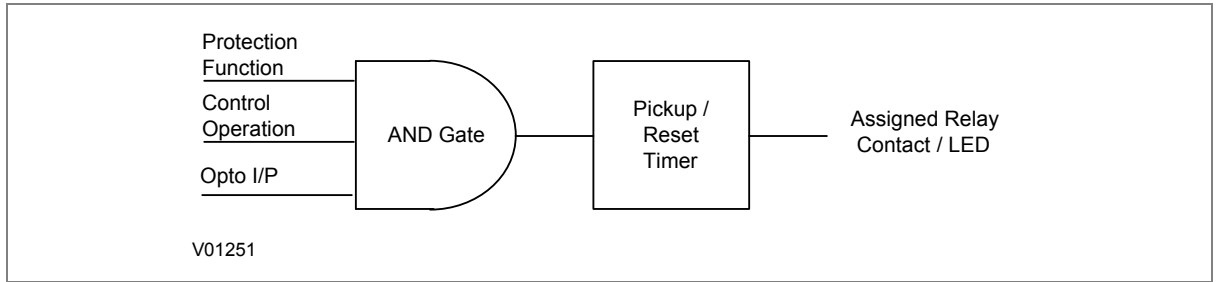 Protection
Function
Control
Operation
Opto I/P
AND Gate
Pickup /
Reset
Timer
Assigned Relay
Contact / LED
V01251